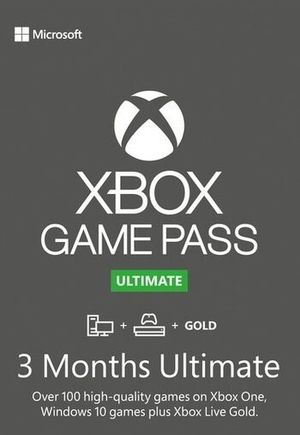 Microsoft
XBOX
GAME PASS
ULTIMATE
+ + GOLD
3 Months Ultimate
Over 100 high-quality games on Xbox One,
Windows 10 games plus Xbox Live Gold.